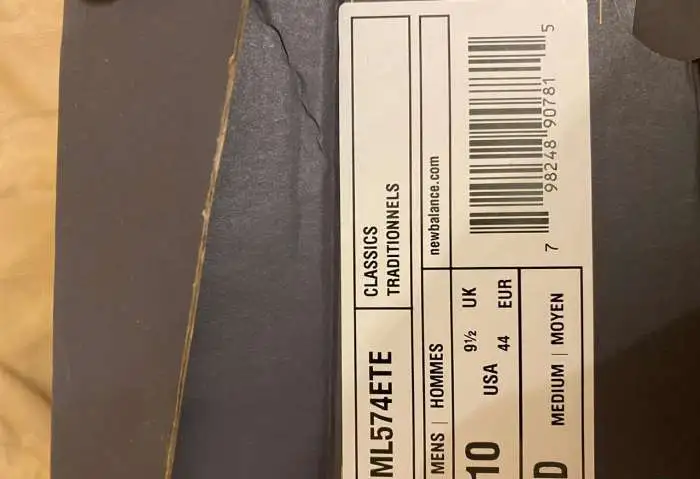 ML574ETE
CLASSICS
TRADITIONNELS
MENS | HOMMES
newbalance.com
10
USA
9½ UK
44 EUR
D
MEDIUM | MOYEN
7 98248 90781 5